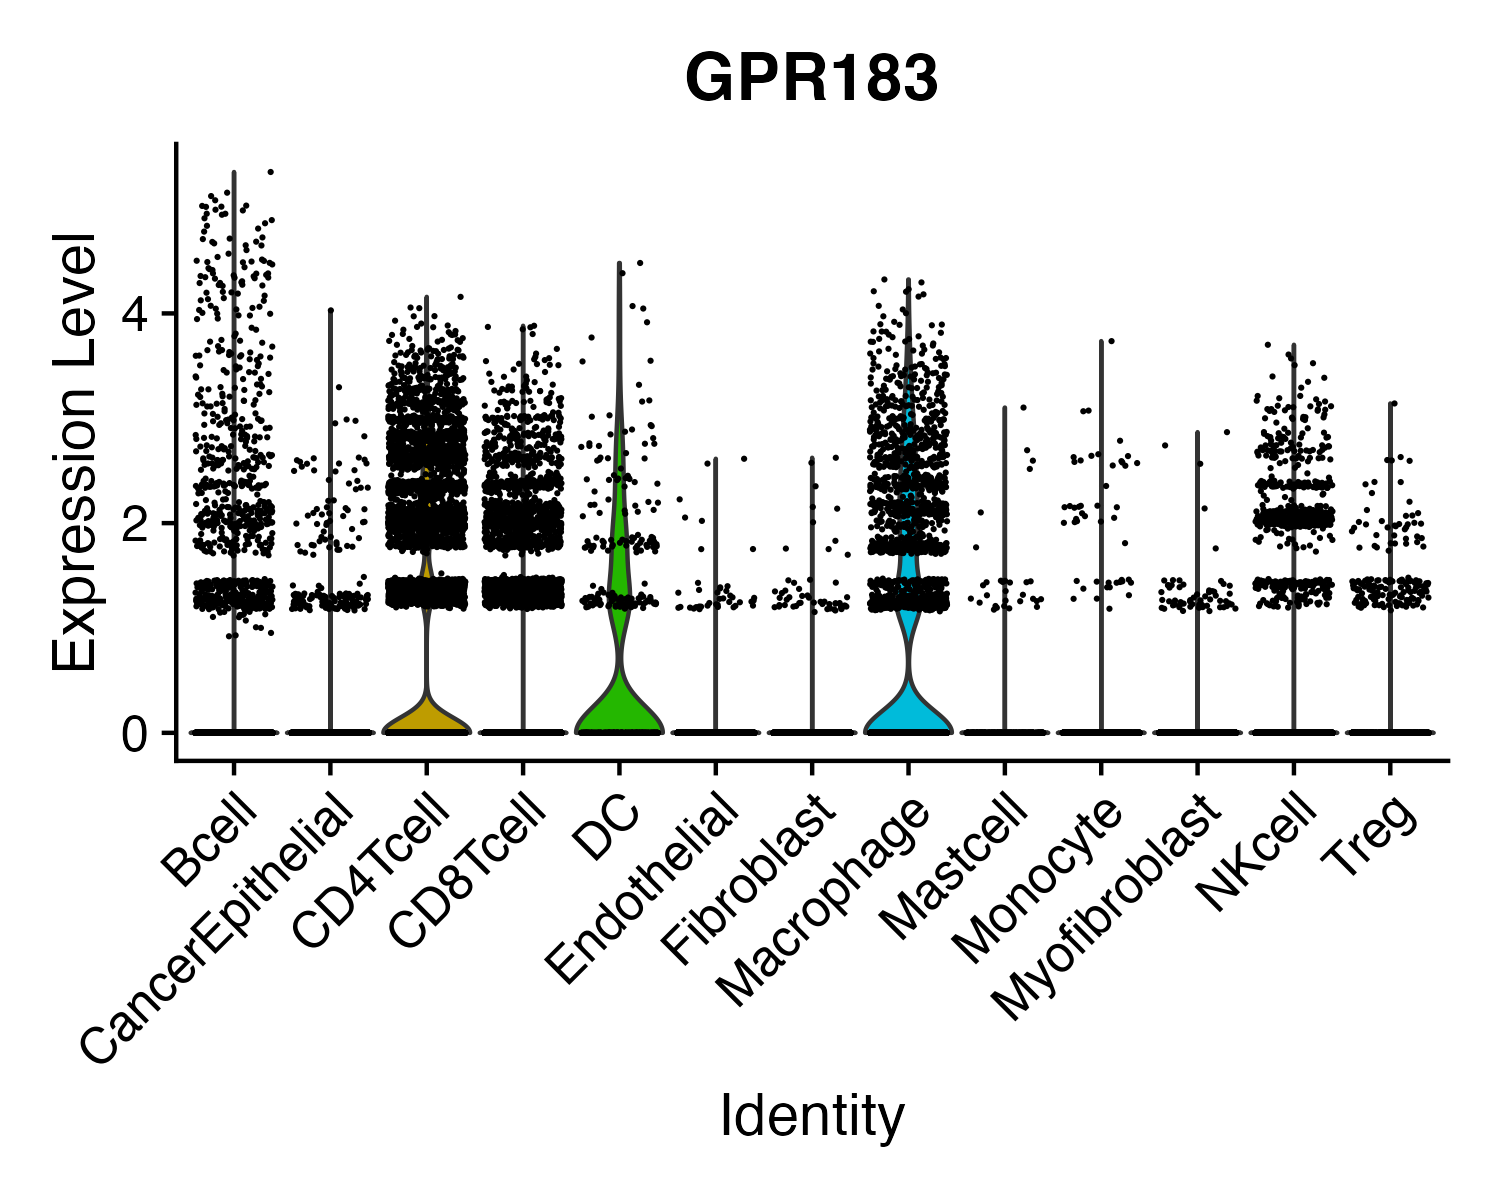 GPR183
Expression Level
4
2
0
Bcell
CancerEpithelial
CD4Tcell
CD8Tcell
DC
Endothelial
Fibroblast
Macrophage
Mastcell
Monocyte
Myofibroblast
NKcell
Treg
Identity